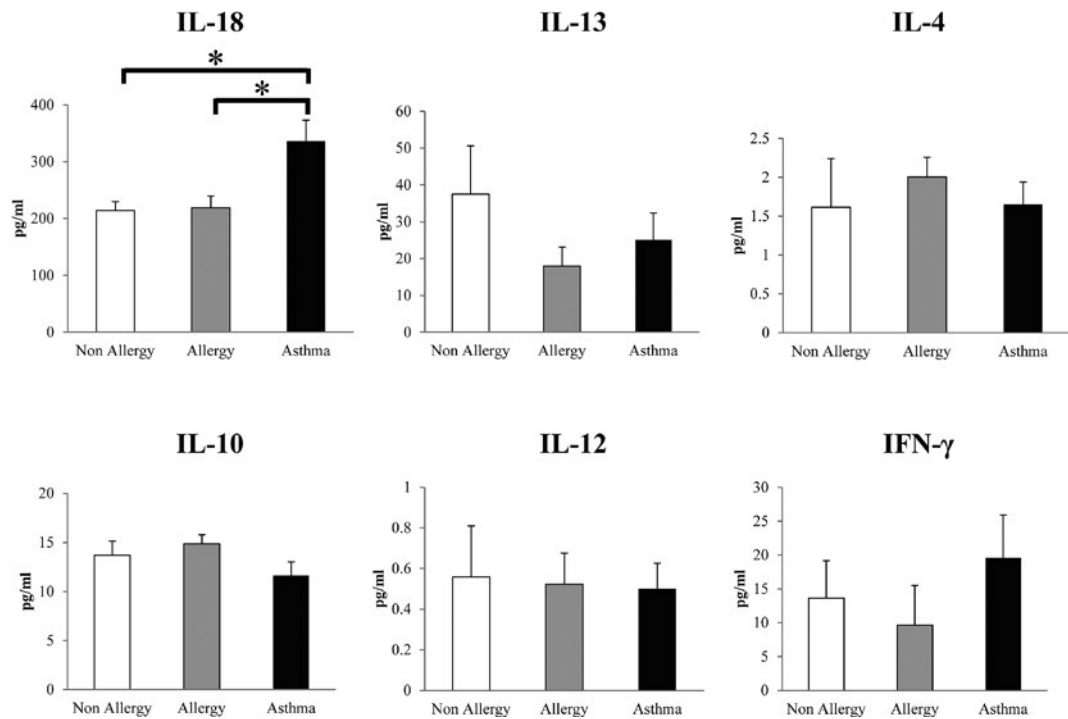 IL-18
*
*
400
300
200
100
0
pg/ml
Non Allergy Allergy Asthma
IL-13
60
50
40
30
20
10
0
pg/ml
Non Allergy Allergy Asthma
IL-4
2.5
2
1.5
1
0.5
0
pg/ml
Non Allergy Allergy Asthma
IL-10
20
15
10
5
0
pg/ml
Non Allergy Allergy Asthma
IL-12
1
0.8
0.6
0.4
0.2
0
pg/ml
Non Allergy Allergy Asthma
IFN-γ
30
25
20
15
10
5
0
pg/ml
Non Allergy Allergy Asthma